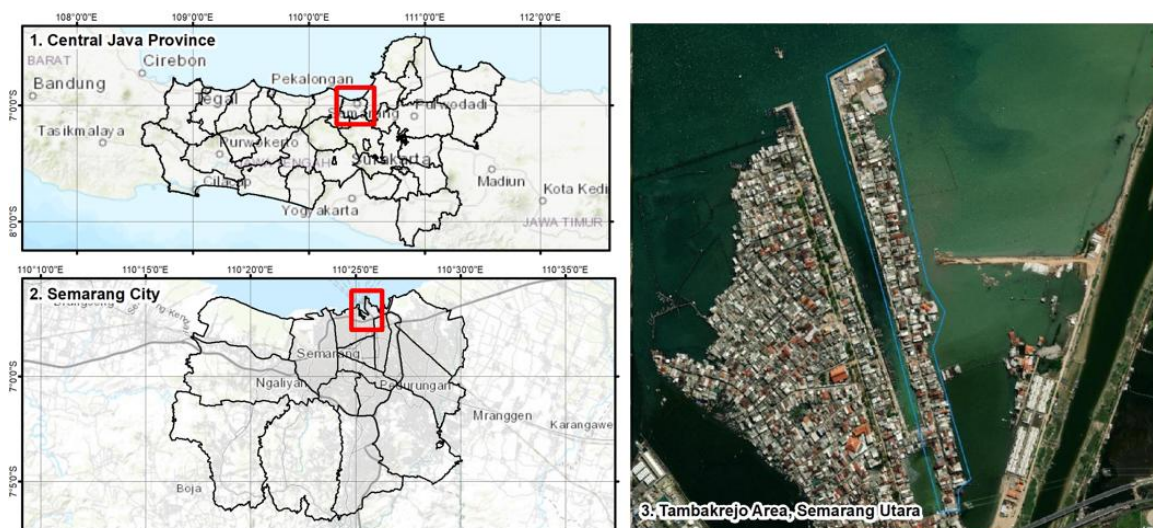 108°0'0"E 109°0'0"E 110°0'0"E 111°0'0"E 112°0'0"E
1. Central Java Province
BARAT
Cirebon
Bandung
Pekalongan
Tegal
7°0'0"S
Semarang
Purwodadi
Tasikmalaya
Purwokerto
JAWA TENGAH
Surakarta
Cilacap
Madiun
Kota Kedi
Yogyakarta
JAWA TIMUR
8°0'0"S
110°10'0"E 110°15'0"E 110°20'0"E 110°25'0"E 110°30'0"E 110°35'0"E
2. Semarang City
Semarang
7°0'0"S
Ngaliyan
Pedurungan
Mranggen
Karangawe
7°5'0"S
Boja
3. Tambakrejo Area, Semarang Utara